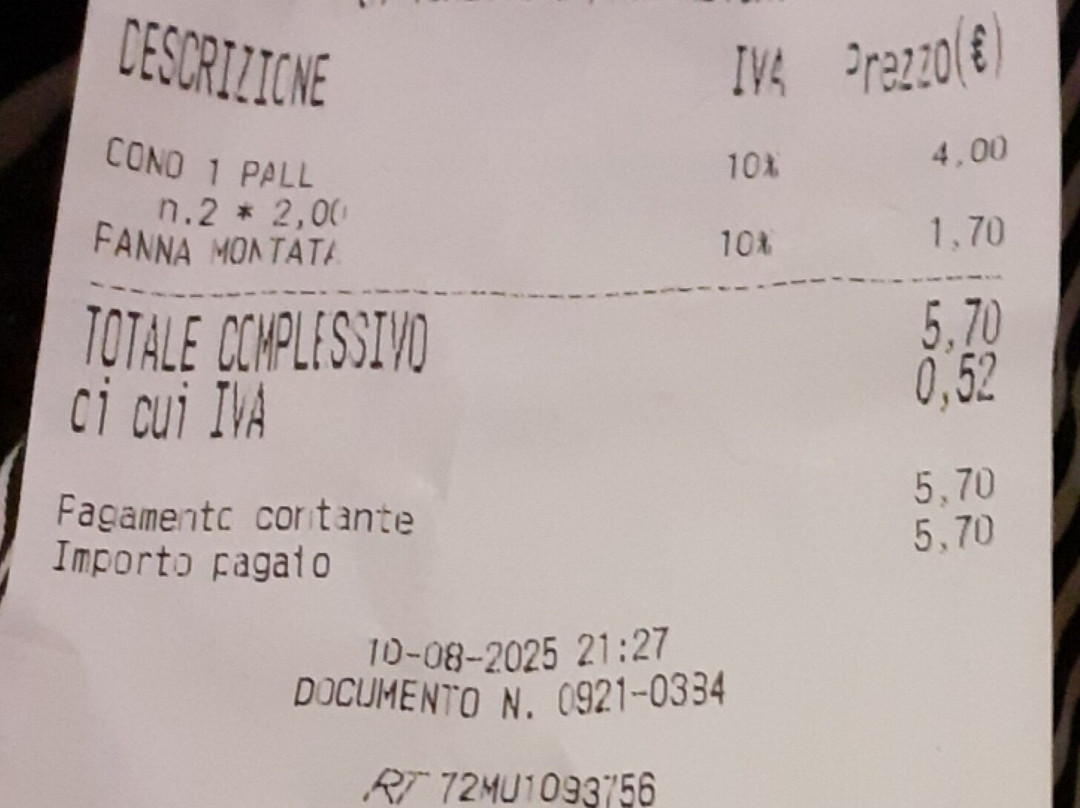 DESCRIZIONE IVA Prezzo(€)
CONO 1 PALL 10% 4,00
n.2 * 2,00
PANNA MONTATA 10% 1,70
TOTALE COMPLESSIVO 5,70
di cui IVA 0,52
Pagamento contante 5,70
Importo pagato 5,70
10-08-2025 21:27
DOCUMENTO N. 0921-0334
RT 72MU1093756